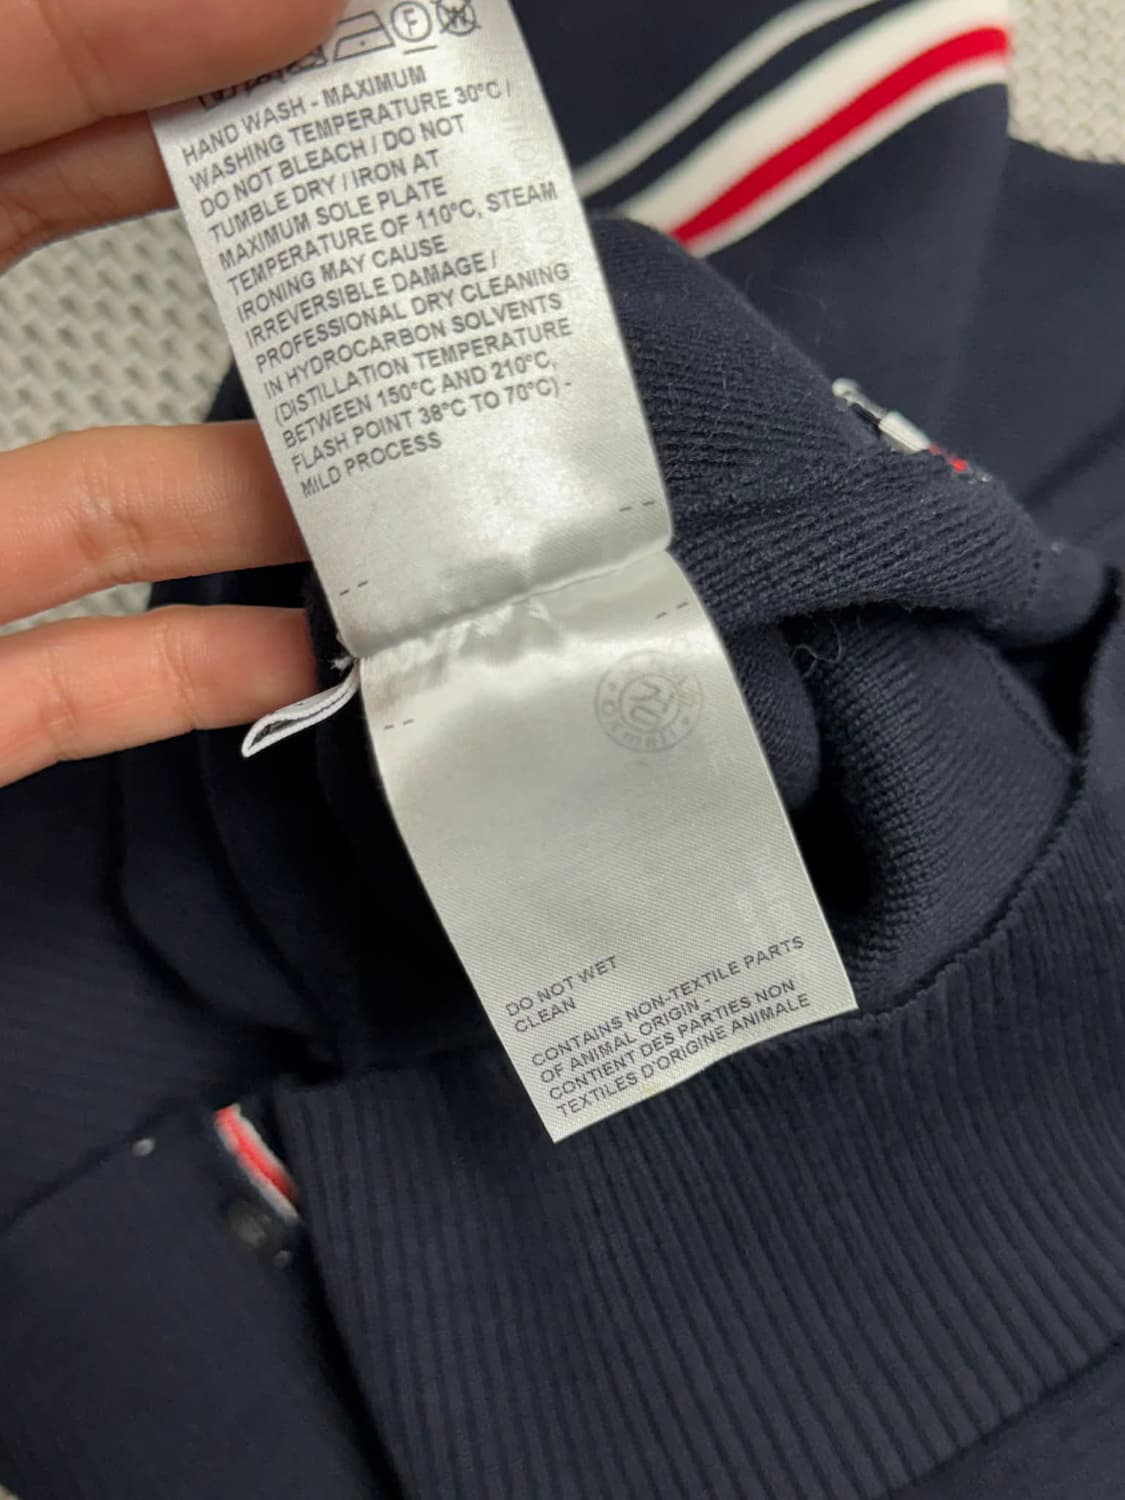 F
W
HAND WASH - MAXIMUM
WASHING TEMPERATURE 30°C /
DO NOT BLEACH / DO NOT
TUMBLE DRY / IRON AT
MAXIMUM SOLE PLATE
TEMPERATURE OF 110°C, STEAM
IRONING MAY CAUSE
IRREVERSIBLE DAMAGE /
PROFESSIONAL DRY CLEANING
IN HYDROCARBON SOLVENTS
(DISTILLATION TEMPERATURE
BETWEEN 150°C AND 210°C,
FLASH POINT 38°C TO 70°C) -
MILD PROCESS
DO NOT WET
CLEAN
CONTAINS NON-TEXTILE PARTS
OF ANIMAL ORIGIN -
CONTIENT DES PARTIES NON
TEXTILES D'ORIGINE ANIMALE